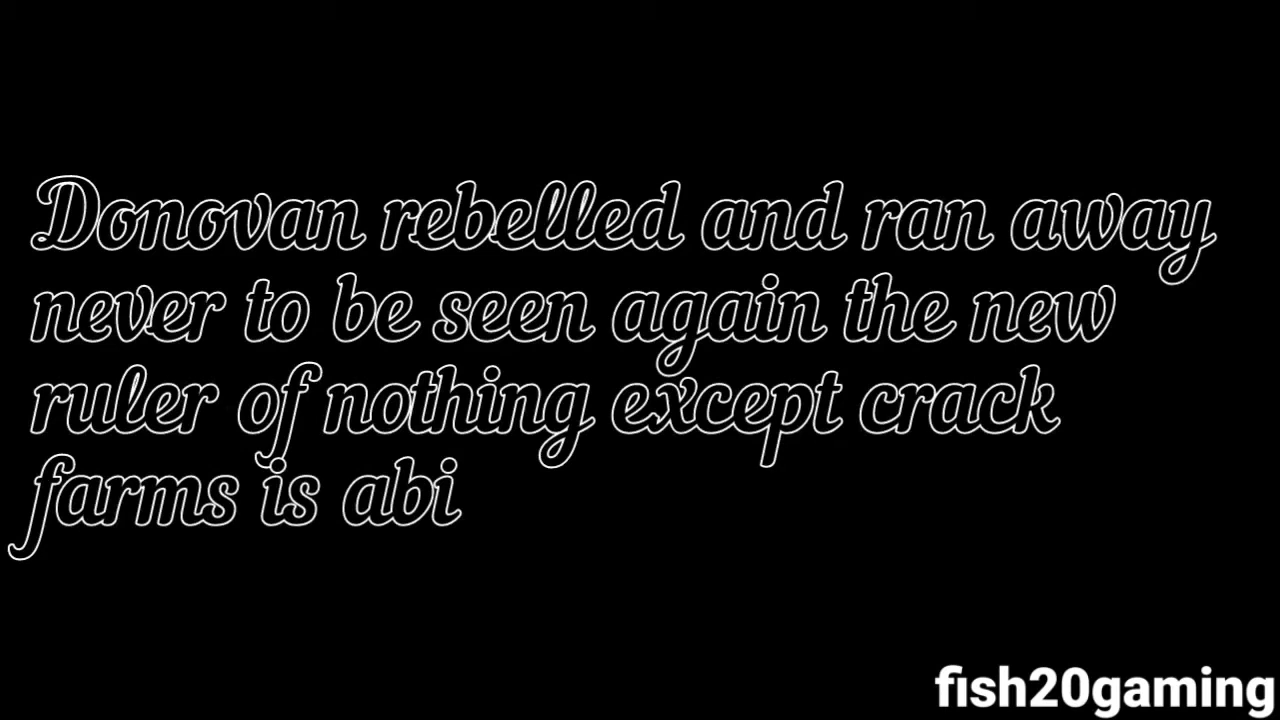 Donovan rebelled and ran away
never to be seen again the new
ruler of nothing except crack
farms is abi
fish20gaming